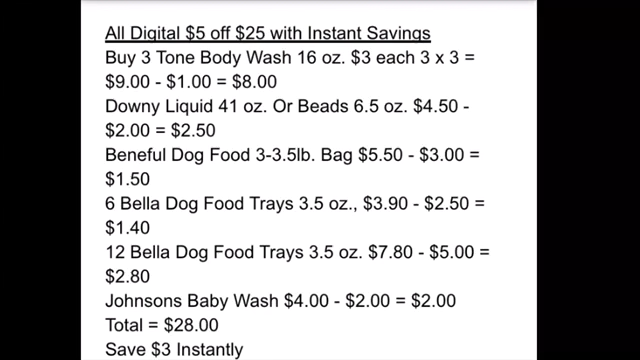 All Digital $5 off $25 with Instant Savings
Buy 3 Tone Body Wash 16 oz. $3 each 3 x 3 =
$9.00 - $1.00 = $8.00
Downy Liquid 41 oz. Or Beads 6.5 oz. $4.50 -
$2.00 = $2.50
Beneful Dog Food 3-3.5lb. Bag $5.50 - $3.00 =
$1.50
6 Bella Dog Food Trays 3.5 oz., $3.90 - $2.50 =
$1.40
12 Bella Dog Food Trays 3.5 oz. $7.80 - $5.00 =
$2.80
Johnsons Baby Wash $4.00 - $2.00 = $2.00
Total = $28.00
Save $3 Instantly